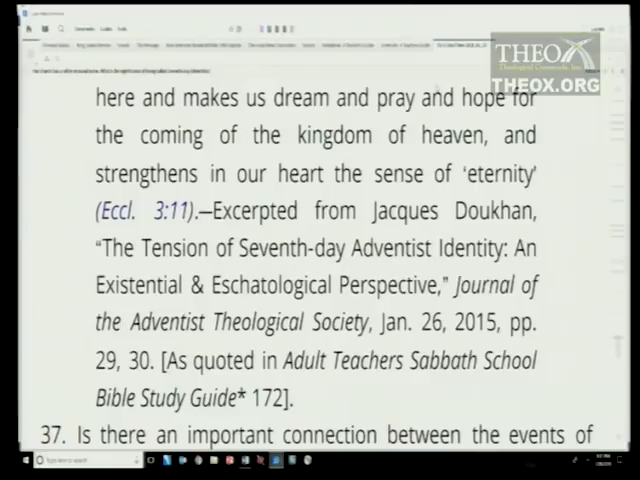 THEOX
THEOX.ORG
here and makes us dream and pray and hope for
the coming of the kingdom of heaven, and
strengthens in our heart the sense of 'eternity'
(Eccl. 3:11).—Excerpted from Jacques Doukhan,
"The Tension of Seventh-day Adventist Identity: An
Existential & Eschatological Perspective," Journal of
the Adventist Theological Society, Jan. 26, 2015, pp.
29, 30. [As quoted in Adult Teachers Sabbath School
Bible Study Guide* 172].
37. Is there an important connection between the events of
Type here to search